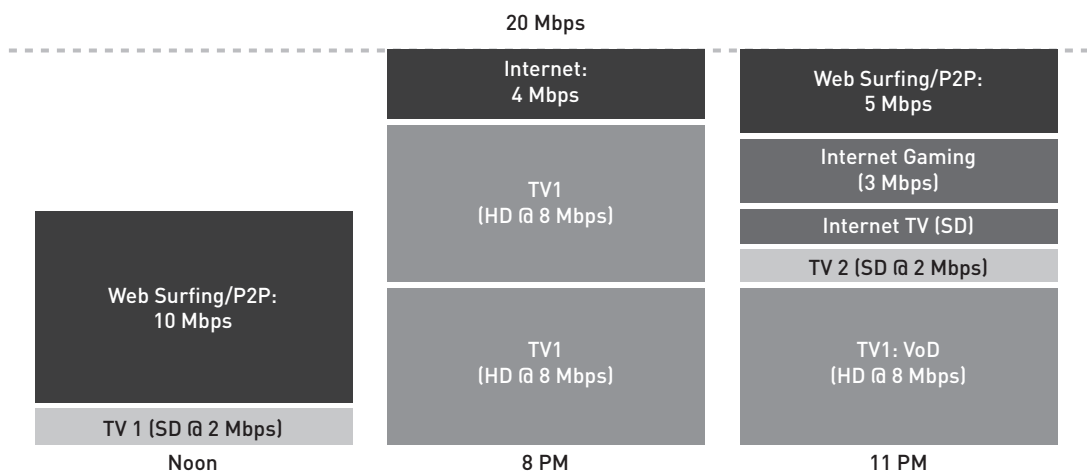 20 Mbps
Web Surfing/P2P:
10 Mbps
TV 1 (SD @ 2 Mbps)
Noon
Internet:
4 Mbps
TV1
(HD @ 8 Mbps)
TV1
(HD @ 8 Mbps)
8 PM
Web Surfing/P2P:
5 Mbps
Internet Gaming
(3 Mbps)
Internet TV (SD)
TV 2 (SD @ 2 Mbps)
TV1: VoD
(HD @ 8 Mbps)
11 PM